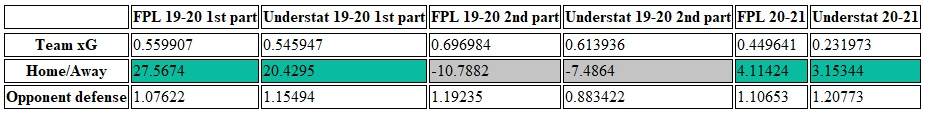 FPL 19-20 1st part Understat 19-20 1st part FPL 19-20 2nd part Understat 19-20 2nd part FPL 20-21 Understat 20-21
Team xG 0.559907 0.545947 0.696984 0.613936 0.449641 0.231973
Home/Away 27.5674 20.4295 -10.7882 -7.4864 4.11424 3.15344
Opponent defense 1.07622 1.15494 1.19235 0.883422 1.10653 1.20773